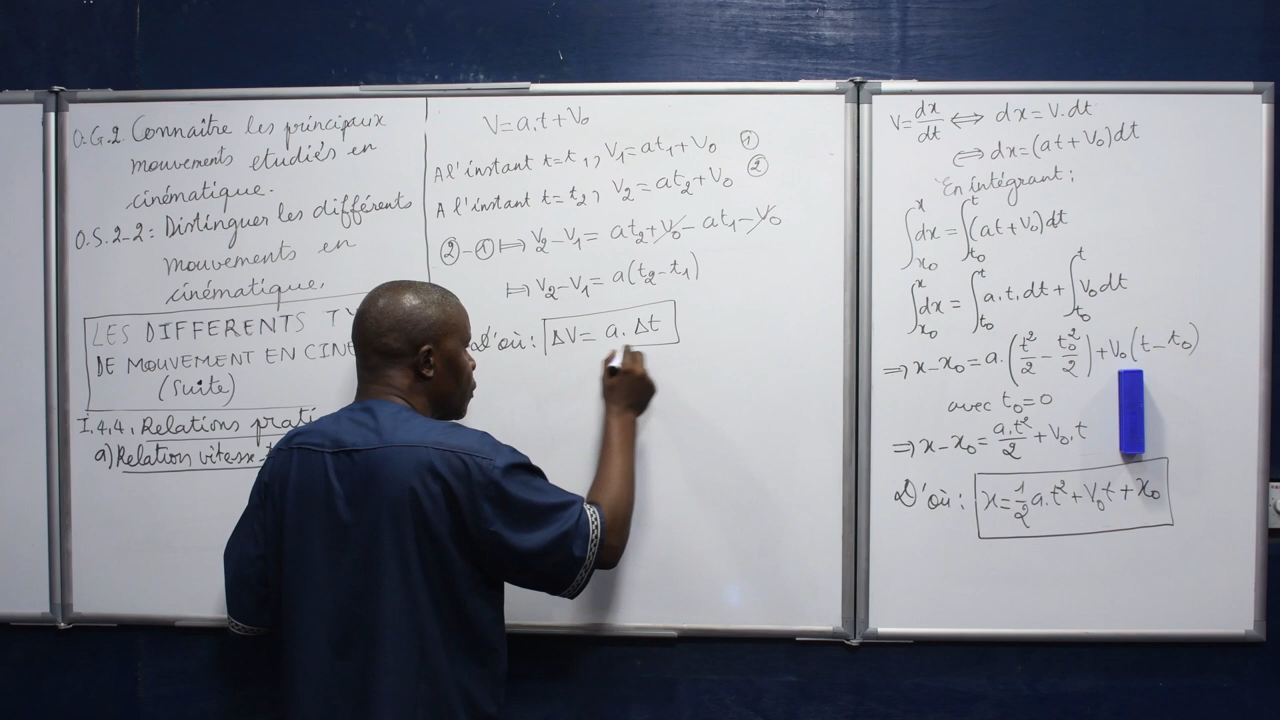 O.G.2 Connaître les principaux
mouvements etudiés en
cinématique.
O.S.2-2: Distinguer les différents
mouvements en
cinématique.
LES DIFFERENTS
DE MOUVEMENT EN
(suite)
I.4.4. Relations
a) Relation vitesse
V=a.t+V₀
A l'instant t=t₁, V₁=at₁+V₀ ①
A l'instant t=t₂, V₂=at₂+V₀ ②
②-① ⟼ V₂-V₁= at₂+V₀-at₁-V₀
⟼ V₂-V₁= a(t₂-t₁)
D'où: ΔV= a.Δt
V=dx/dt ⟺ dx=V.dt
⟺ dx=(at+V₀)dt
En intégrant:
∫ₓ₀ˣ dx=∫ₜ₀ᵗ (at+V₀)dt
∫ₓ₀ˣ dx= ∫ₜ₀ᵗ a.t.dt+∫ₜ₀ᵗ V₀dt
⇒ x-x₀=a.(t²/2 - t₀²/2)+V₀(t-t₀)
avec t₀=0
⇒ x-x₀= a.t²/2 + V₀.t
D'où: x=1/2 a.t²+V₀t+x₀